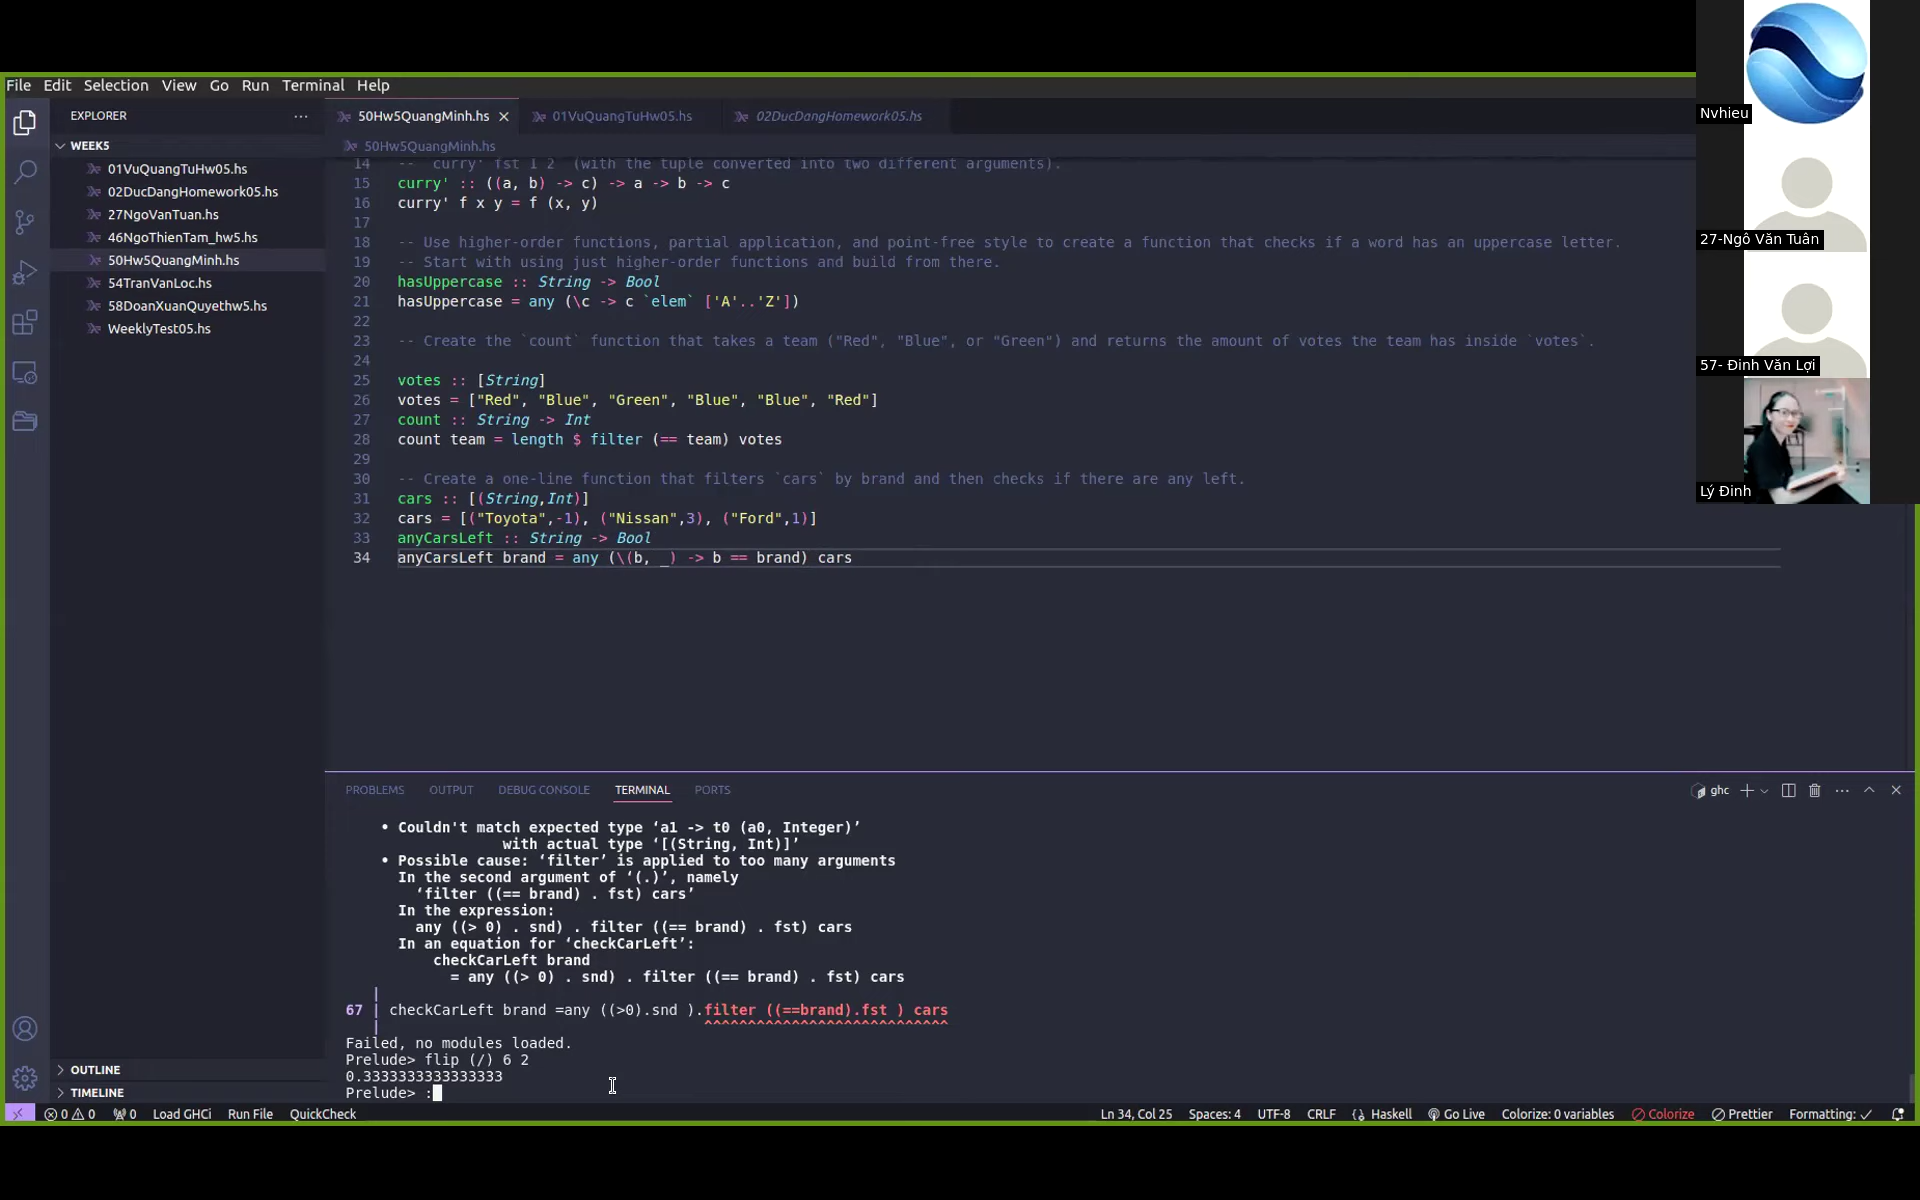 File Edit Selection View Go Run Terminal Help
EXPLORER
WEEK5
01VuQuangTuHw05.hs
02DucDangHomework05.hs
27NgoVanTuan.hs
46NgoThienTam_hw5.hs
50Hw5QuangMinh.hs
54TranVanLoc.hs
58DoanXuanQuyethw5.hs
WeeklyTest05.hs
OUTLINE
TIMELINE
50Hw5QuangMinh.hs 01VuQuangTuHw05.hs 02DucDangHomework05.hs
50Hw5QuangMinh.hs
14 -- curry' fst 1 2 (with the tuple converted into two different arguments).
15 curry' :: ((a, b) -> c) -> a -> b -> c
16 curry' f x y = f (x, y)
17
18 -- Use higher-order functions, partial application, and point-free style to create a function that checks if a word has an uppercase letter.
19 -- Start with using just higher-order functions and build from there.
20 hasUppercase :: String -> Bool
21 hasUppercase = any (\c -> c `elem` ['A'..'Z'])
22
23 -- Create the `count` function that takes a team ("Red", "Blue", or "Green") and returns the amount of votes the team has inside `votes`.
24
25 votes :: [String]
26 votes = ["Red", "Blue", "Green", "Blue", "Blue", "Red"]
27 count :: String -> Int
28 count team = length $ filter (== team) votes
29
30 -- Create a one-line function that filters `cars` by brand and then checks if there are any left.
31 cars :: [(String,Int)]
32 cars = [("Toyota",-1), ("Nissan",3), ("Ford",1)]
33 anyCarsLeft :: String -> Bool
34 anyCarsLeft brand = any (\(b, _) -> b == brand) cars
PROBLEMS OUTPUT DEBUG CONSOLE TERMINAL PORTS
ghc
• Couldn't match expected type ‘a1 -> t0 (a0, Integer)’
with actual type ‘[(String, Int)]’
• Possible cause: ‘filter’ is applied to too many arguments
In the second argument of ‘(.)’, namely
‘filter ((== brand) . fst) cars’
In the expression:
any ((> 0) . snd) . filter ((== brand) . fst) cars
In an equation for ‘checkCarLeft’:
checkCarLeft brand
= any ((> 0) . snd) . filter ((== brand) . fst) cars
|
67 | checkCarLeft brand =any ((>0).snd ).filter ((==brand).fst ) cars
| ^^^^^^^^^^^^^^^^^^^^^^^^^^^^
Failed, no modules loaded.
Prelude> flip (/) 6 2
0.3333333333333333
Prelude> :
0 0 0 Load GHCi Run File QuickCheck Ln 34, Col 25 Spaces: 4 UTF-8 CRLF Haskell Go Live Colorize: 0 variables Colorize Prettier Formatting: ✓
Nvhieu
27-Ngô Văn Tuân
57- Đinh Văn Lợi
Lý Đinh